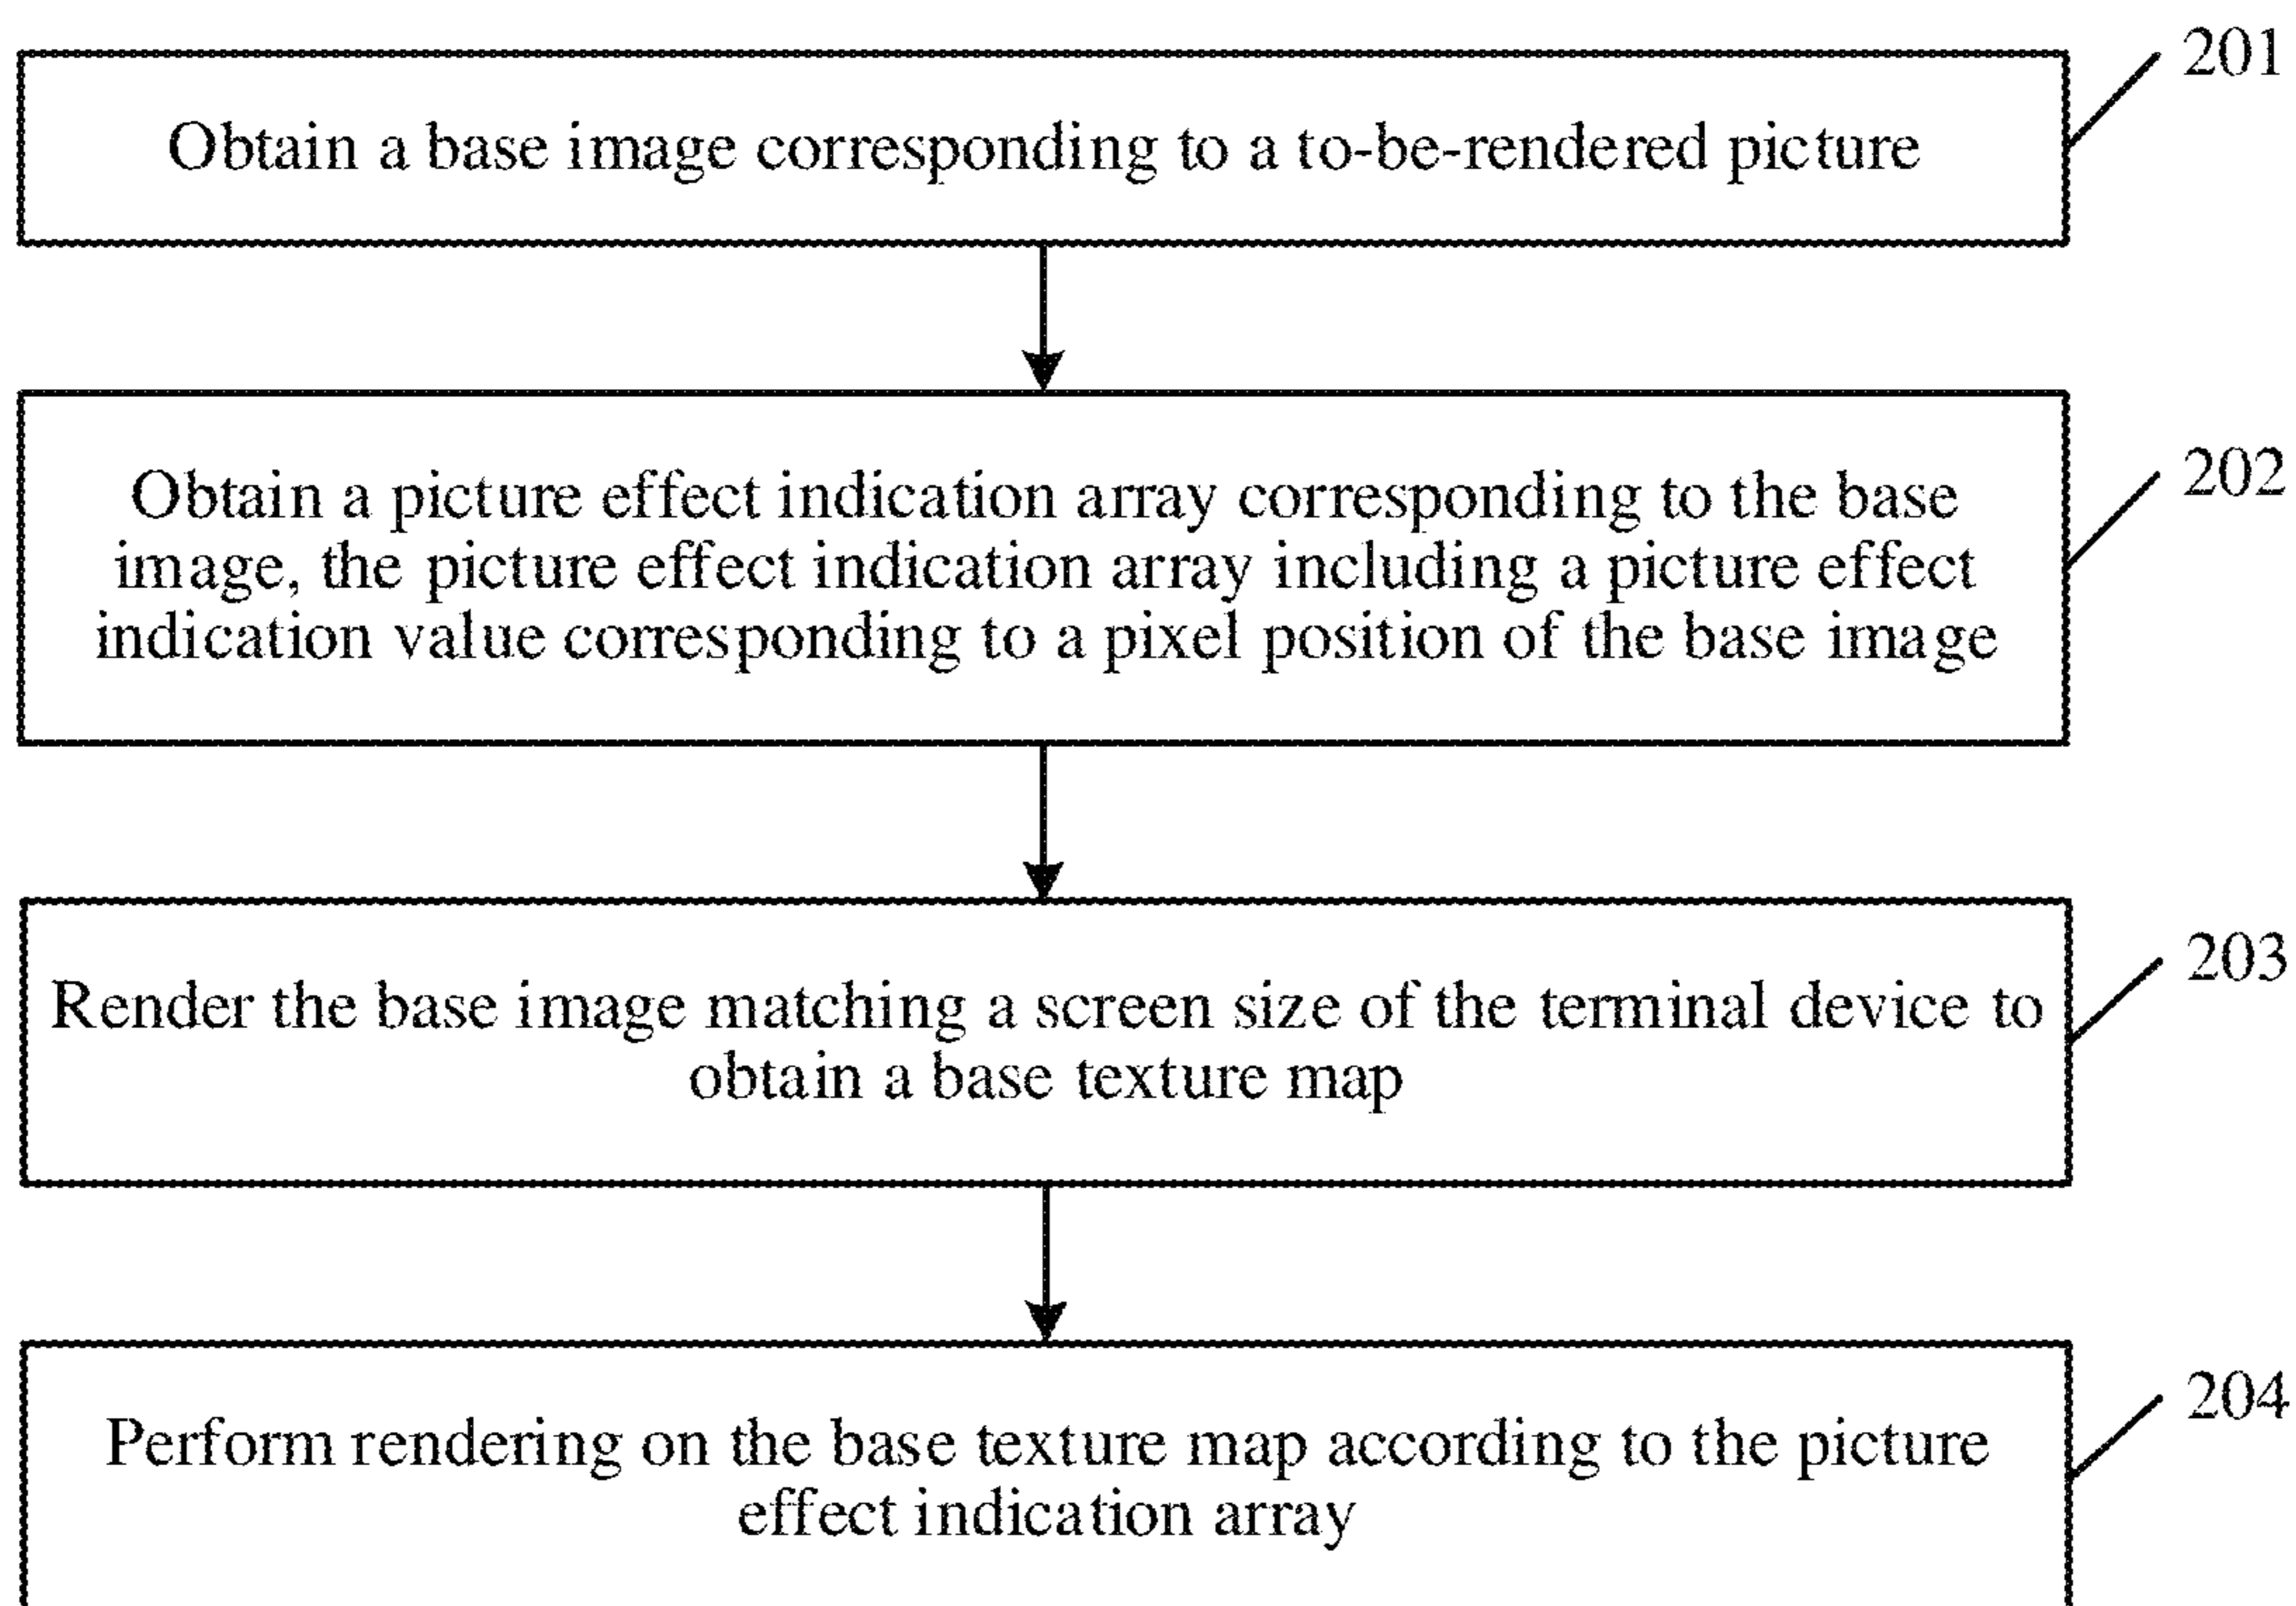 201
Obtain a base image corresponding to a to-be-rendered picture
202
Obtain a picture effect indication array corresponding to the base
image, the picture effect indication array including a picture effect
indication value corresponding to a pixel position of the base image
203
Render the base image matching a screen size of the terminal device to
obtain a base texture map
204
Perform rendering on the base texture map according to the picture
effect indication array